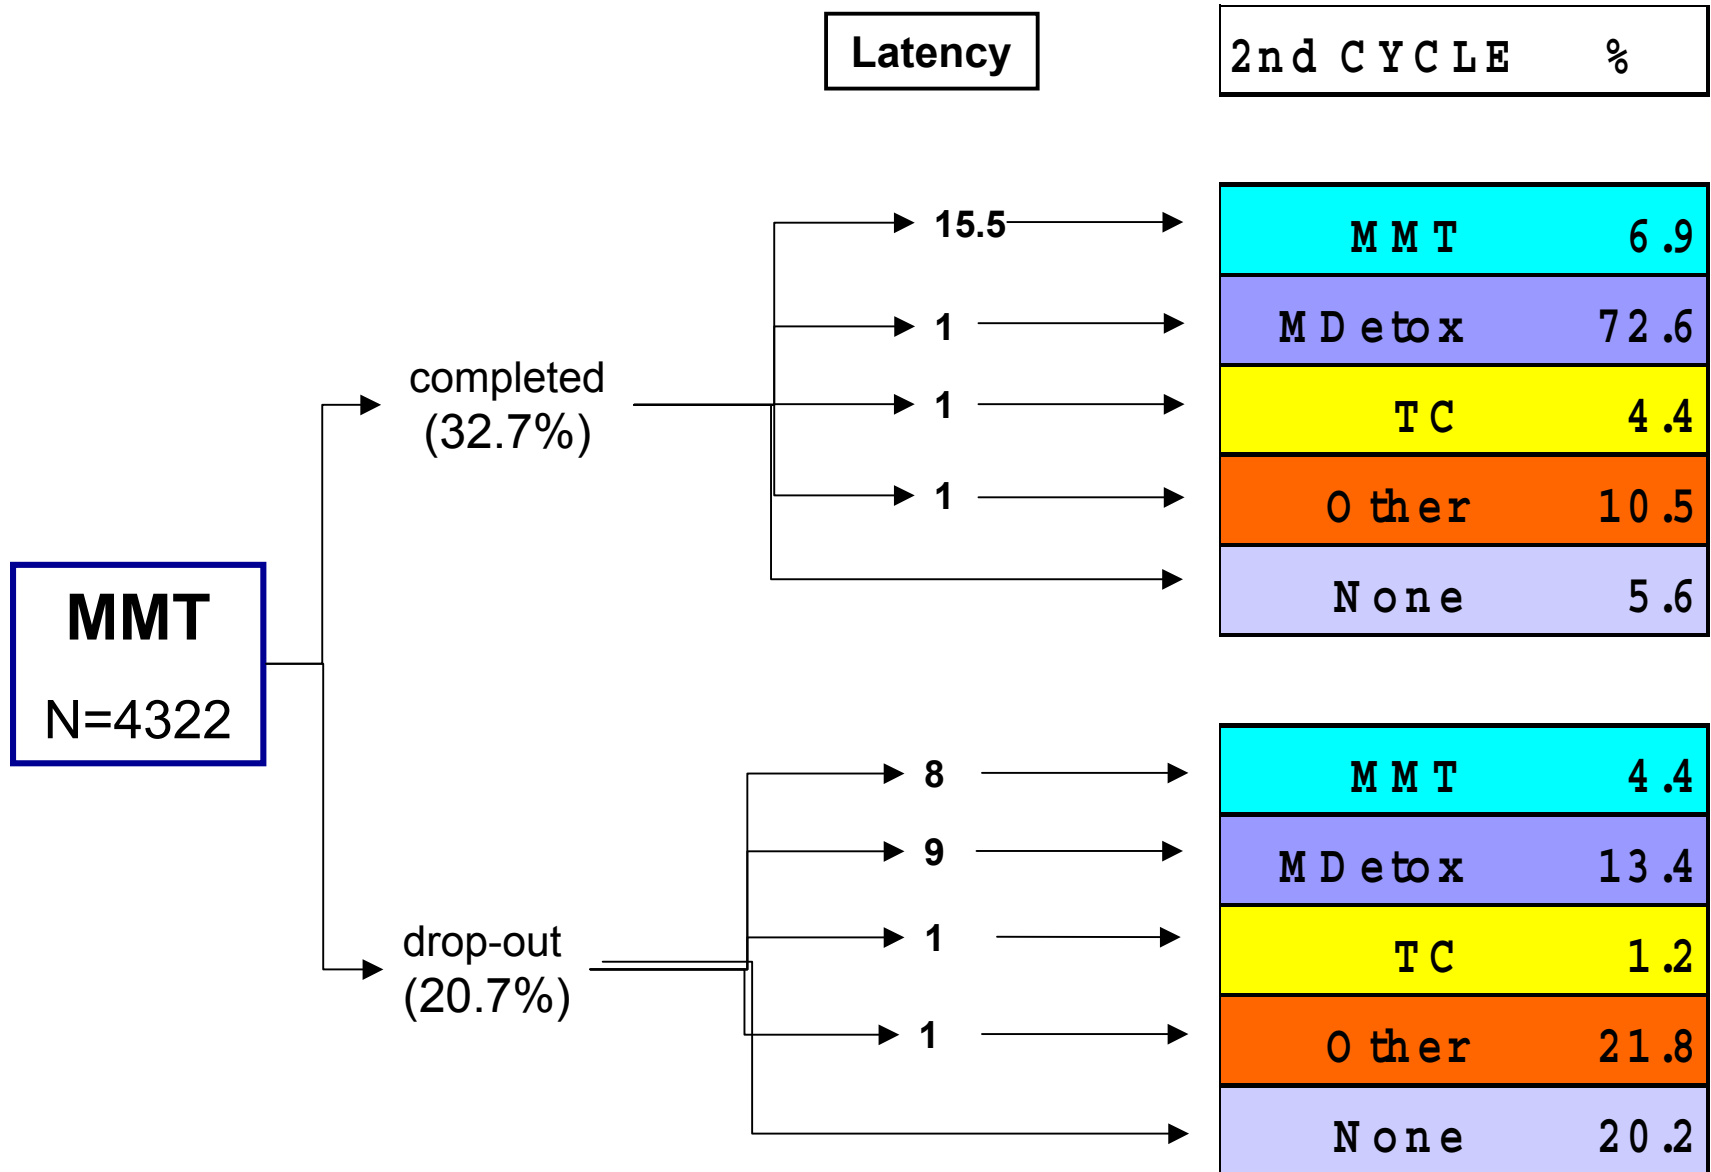 Latency
2nd CYCLE %
15.5
MMT 6.9
1
MDetox 72.6
completed
(32.7%)
1
TC 4.4
1
Other 10.5
None 5.6
MMT
N=4322
8
MMT 4.4
9
MDetox 13.4
drop-out
(20.7%)
1
TC 1.2
1
Other 21.8
None 20.2